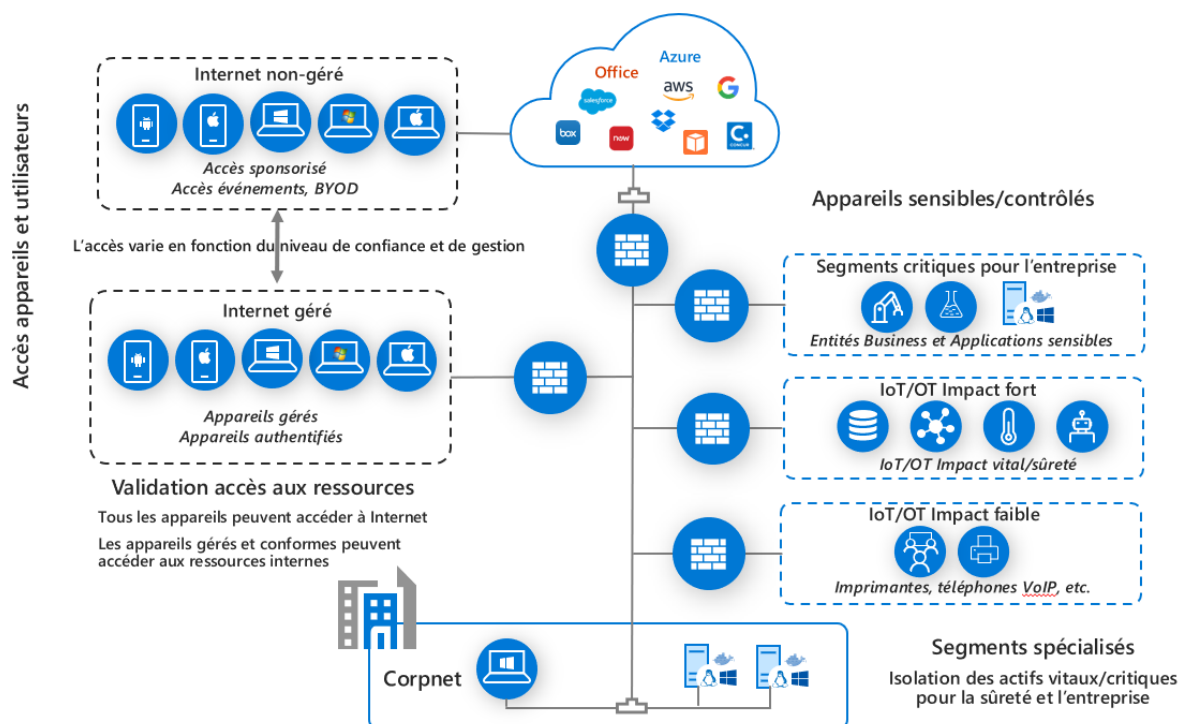 Accès appareils et utilisateurs
Internet non-géré
Accès sponsorisé
Accès événements, BYOD
L'accès varie en fonction du niveau de confiance et de gestion
Internet géré
Appareils gérés
Appareils authentifiés
Validation accès aux ressources
Tous les appareils peuvent accéder à Internet
Les appareils gérés et conformes peuvent
accéder aux ressources internes
Azure
Office
aws
salesforce
box
now
CONCUR
Appareils sensibles/contrôlés
Segments critiques pour l'entreprise
Entités Business et Applications sensibles
IoT/OT Impact fort
IoT/OT Impact vital/sûreté
IoT/OT Impact faible
Imprimantes, téléphones VoIP, etc.
Corpnet
Segments spécialisés
Isolation des actifs vitaux/critiques
pour la sûreté et l'entreprise